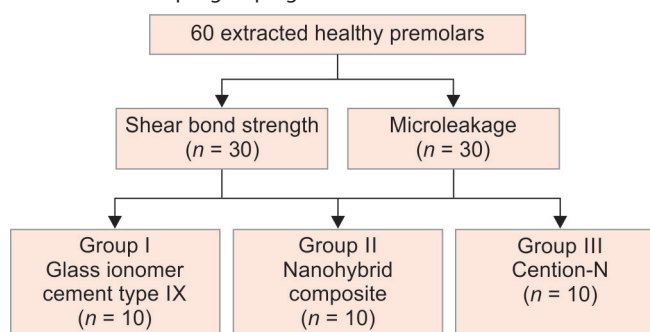 60 extracted healthy premolars
Shear bond strength
(n = 30)
Microleakage
(n = 30)
Group I
Glass ionomer
cement type IX
(n = 10)
Group II
Nanohybrid
composite
(n = 10)
Group III
Cention-N
(n = 10)